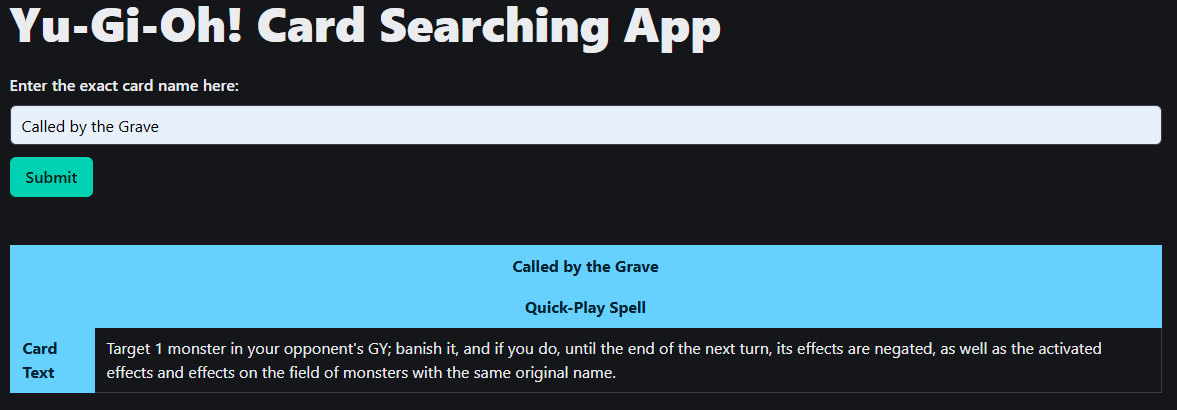 Yu-Gi-Oh! Card Searching App
Enter the exact card name here:
Called by the Grave
Submit
Called by the Grave
Quick-Play Spell
Card
Text
Target 1 monster in your opponent's GY; banish it, and if you do, until the end of the next turn, its effects are negated, as well as the activated
effects and effects on the field of monsters with the same original name.